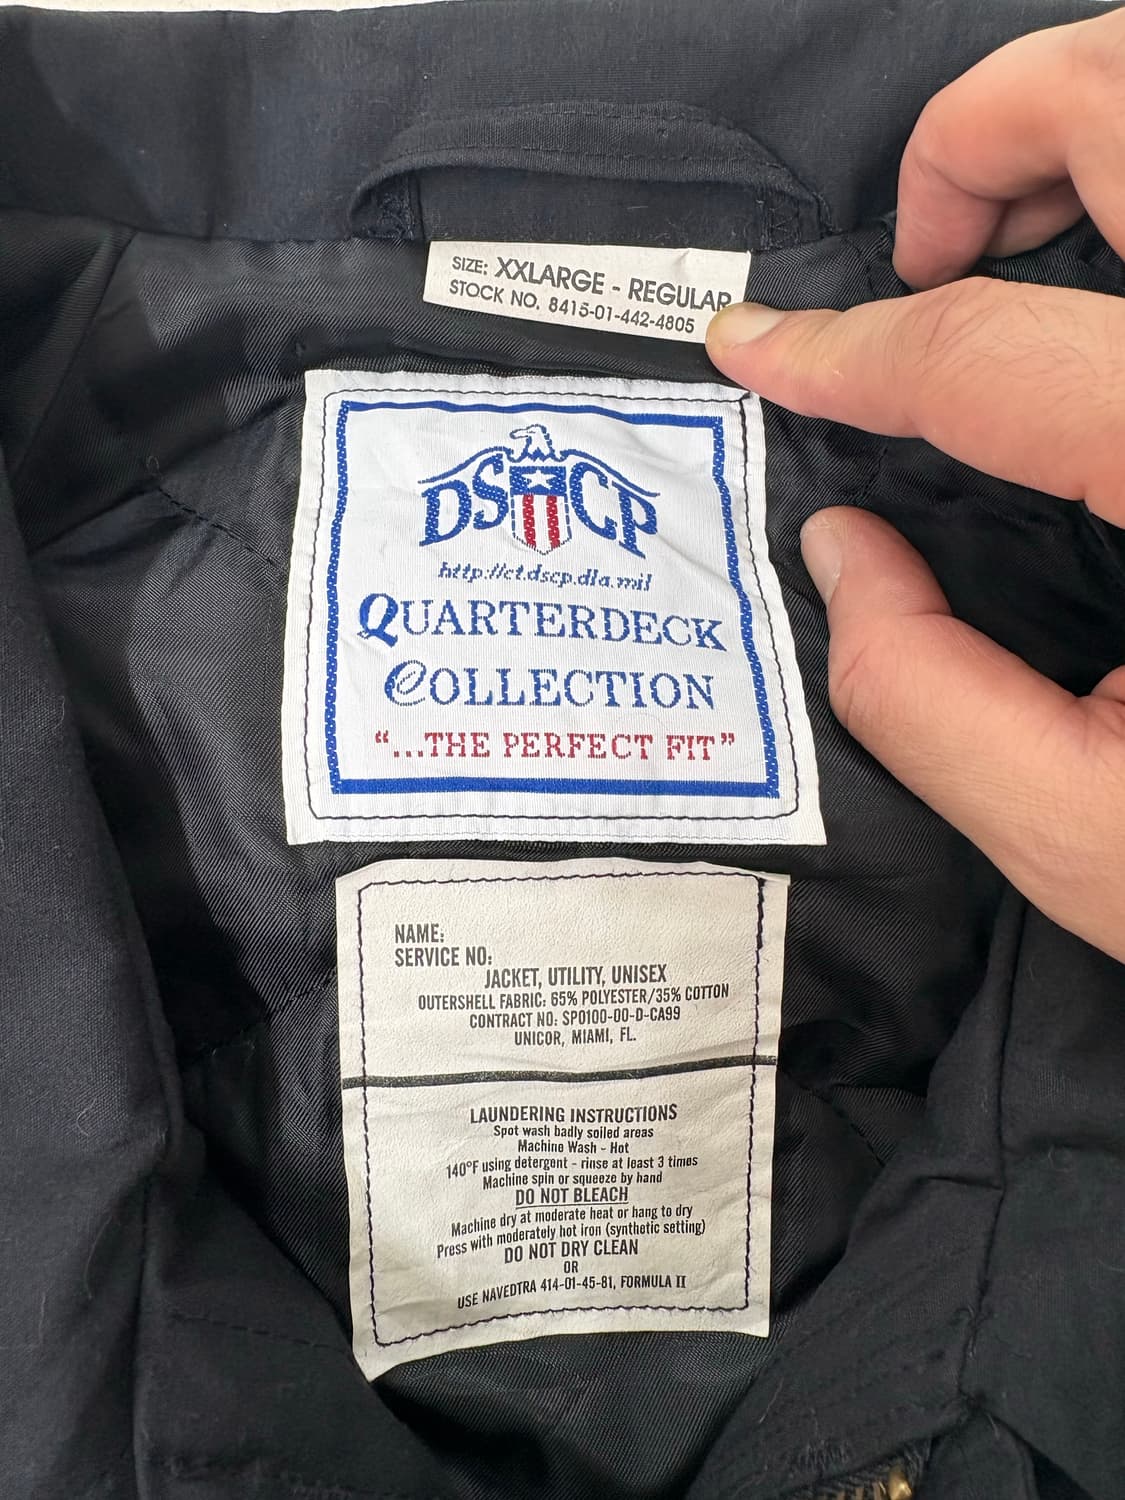 SIZE: XXLARGE - REGULAR
STOCK NO. 8415-01-442-4805
DSCP
http://ct.dscp.dla.mil
QUARTERDECK
COLLECTION
"...THE PERFECT FIT"
NAME:
SERVICE NO:
JACKET, UTILITY, UNISEX
OUTERSHELL FABRIC: 65% POLYESTER/35% COTTON
CONTRACT NO: SPO100-00-D-CA99
UNICOR, MIAMI, FL.
LAUNDERING INSTRUCTIONS
Spot wash badly soiled areas
Machine Wash - Hot
140°F using detergent - rinse at least 3 times
Machine spin or squeeze by hand
DO NOT BLEACH
Machine dry at moderate heat or hang to dry
Press with moderately hot iron (synthetic setting)
DO NOT DRY CLEAN
OR
USE NAVEDTRA 414-01-45-81, FORMULA II